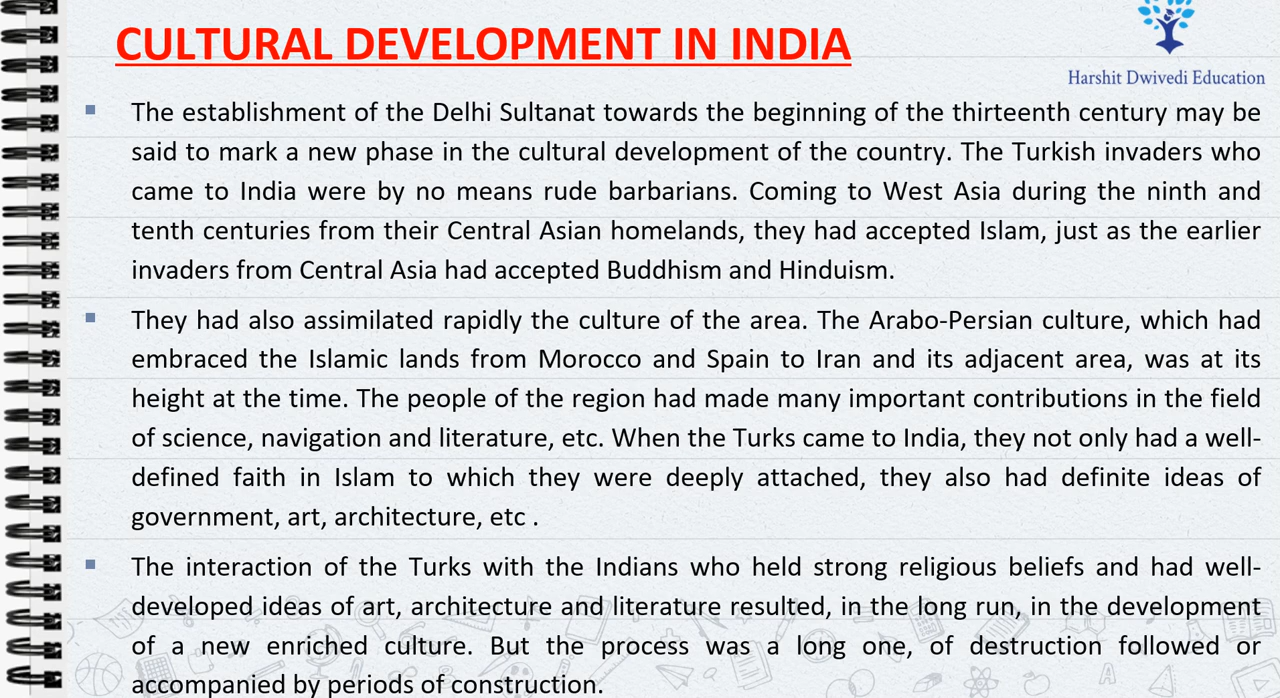 CULTURAL DEVELOPMENT IN INDIA
Harshit Dwivedi Education
The establishment of the Delhi Sultanat towards the beginning of the thirteenth century may be
said to mark a new phase in the cultural development of the country. The Turkish invaders who
came to India were by no means rude barbarians. Coming to West Asia during the ninth and
tenth centuries from their Central Asian homelands, they had accepted Islam, just as the earlier
invaders from Central Asia had accepted Buddhism and Hinduism.
They had also assimilated rapidly the culture of the area. The Arabo-Persian culture, which had
embraced the Islamic lands from Morocco and Spain to Iran and its adjacent area, was at its
height at the time. The people of the region had made many important contributions in the field
of science, navigation and literature, etc. When the Turks came to India, they not only had a well-
defined faith in Islam to which they were deeply attached, they also had definite ideas of
government, art, architecture, etc .
The interaction of the Turks with the Indians who held strong religious beliefs and had well-
developed ideas of art, architecture and literature resulted, in the long run, in the development
of a new enriched culture. But the process was a long one, of destruction followed or
accompanied by periods of construction.